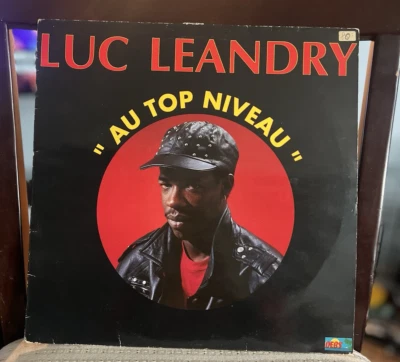 LUC LEANDRY
" AU TOP NIVEAU "